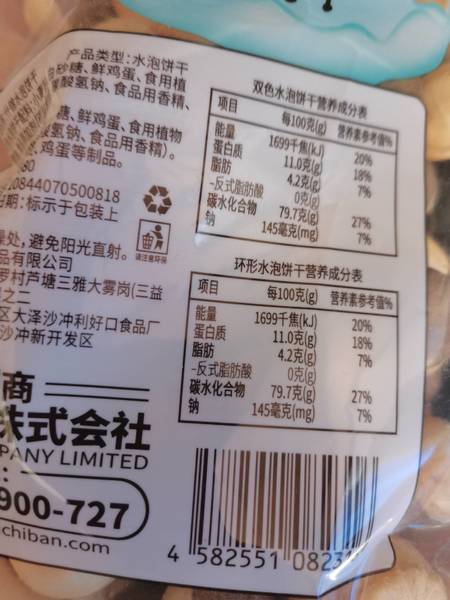 产品类型:水泡饼干
砂糖、鲜鸡蛋、食用植
酸氢钠、食品用香精、
糖、鲜鸡蛋、食用植物
酸氢钠、食品用香精)。
鸡蛋等制品。
80
20844070500818
期:标示于包装上
处,避免阳光直射。
请注意环保
品有限公司
罗村芦塘三雅大雾岗(三益
之二
区大泽沙冲利好口食品厂
沙冲新开发区
商
株式会社
PANY LIMITED
900-727
chiban.com
双色水泡饼干营养成分表
项目 每100克(g) 营养素参考值%
能量 1699千焦(kJ) 20%
蛋白质 11.0克(g) 18%
脂肪 4.2克(g) 7%
-反式脂肪酸 0克(g)
碳水化合物 79.7克(g) 27%
钠 145毫克(mg) 7%
环形水泡饼干营养成分表
项目 每100克(g) 营养素参考值%
能量 1699千焦(kJ) 20%
蛋白质 11.0克(g) 18%
脂肪 4.2克(g) 7%
-反式脂肪酸 0克(g)
碳水化合物 79.7克(g) 27%
钠 145毫克(mg) 7%
4 582551 0823